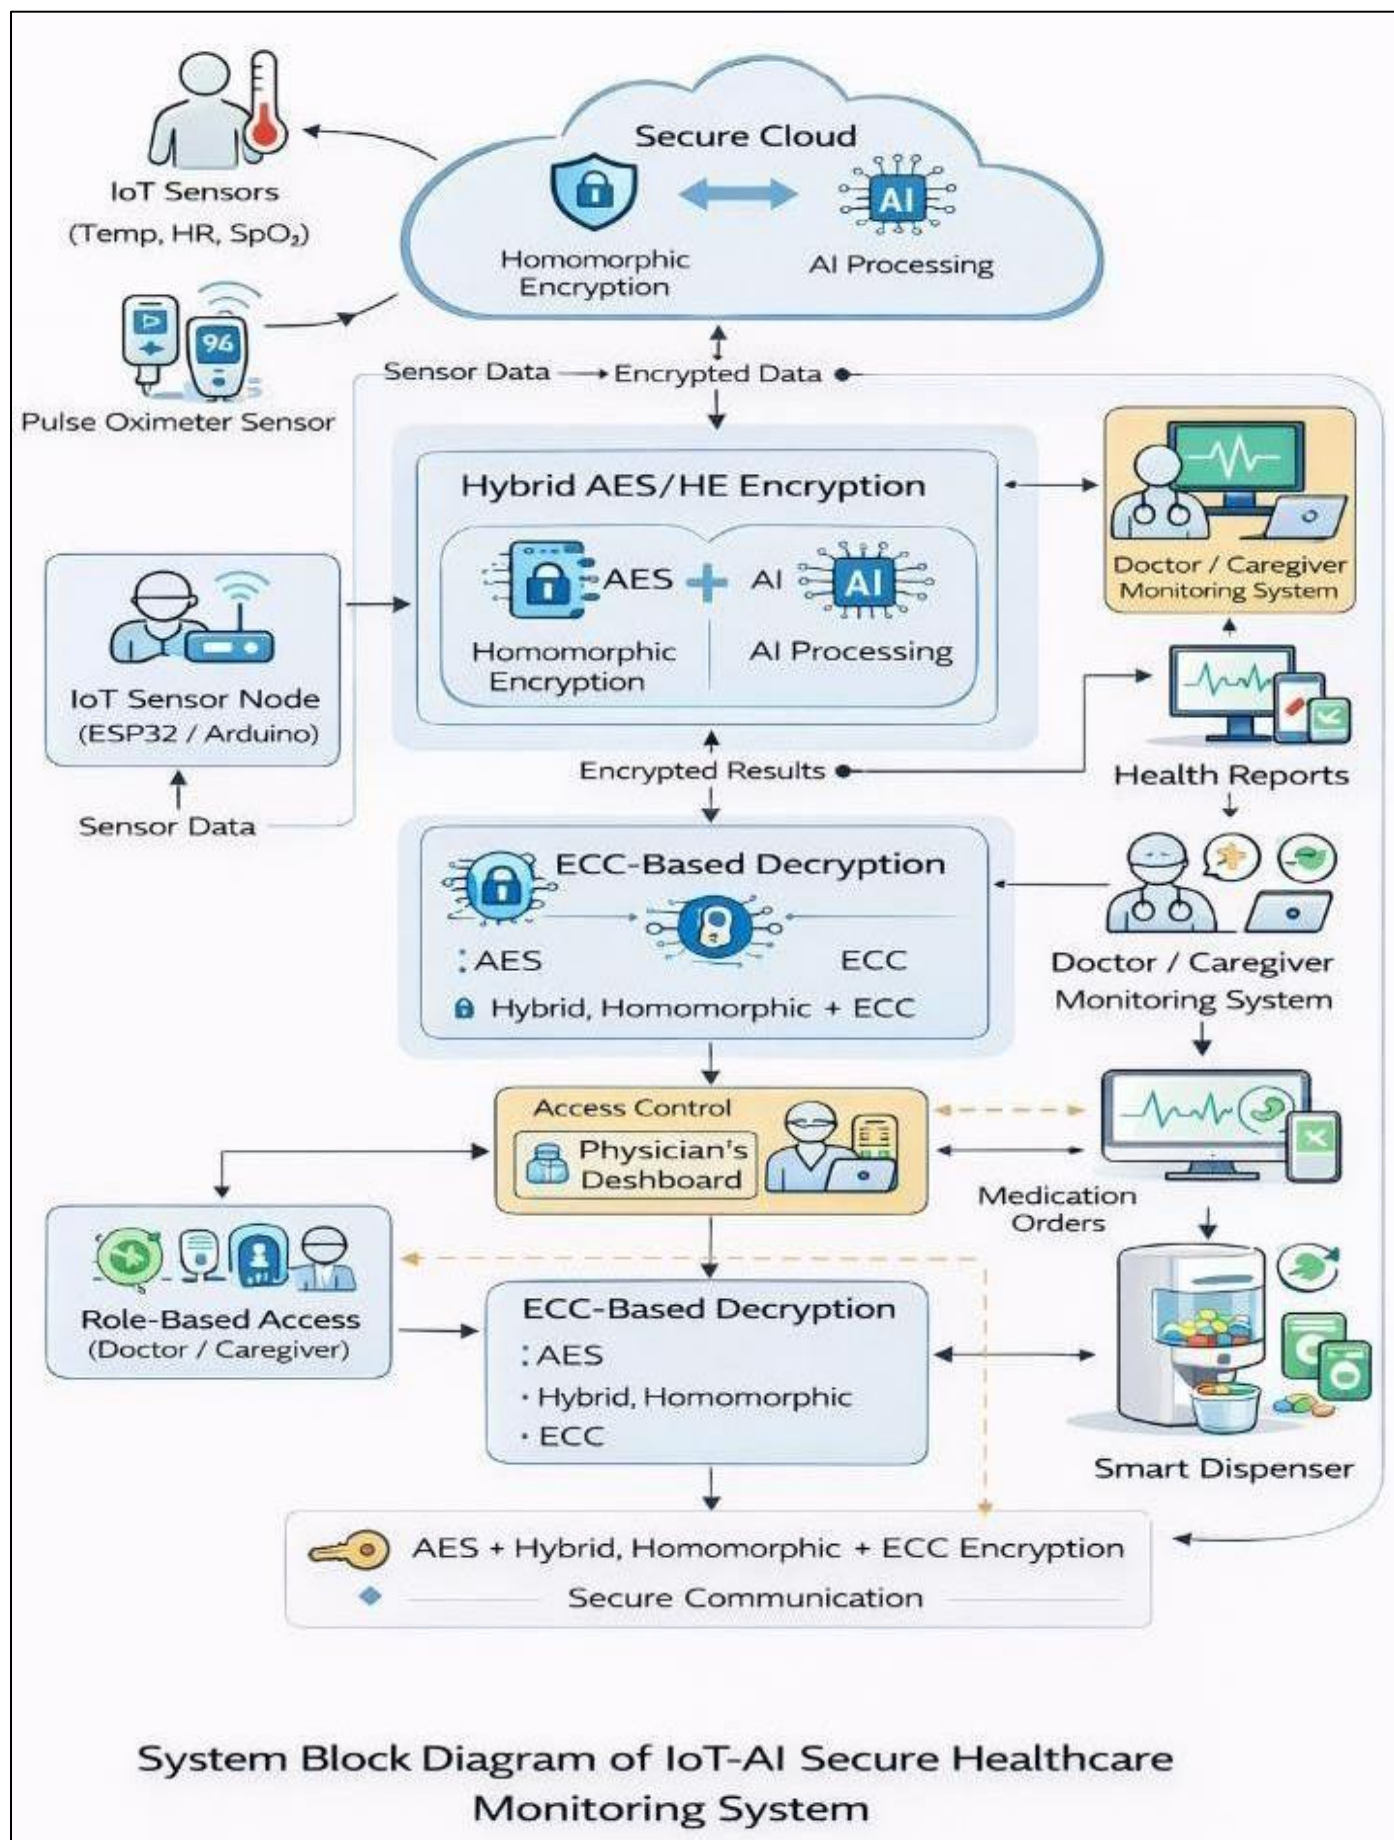 Secure Cloud
IoT Sensors
(Temp, HR, SpO₂)
Homomorphic
Encryption
AI
AI Processing
96
Pulse Oximeter Sensor
Sensor Data
Encrypted Data
Hybrid AES/HE Encryption
AES
AI
AI
Homomorphic
Encryption
AI Processing
Doctor / Caregiver
Monitoring System
IoT Sensor Node
(ESP32 / Arduino)
Sensor Data
Encrypted Results
Health Reports
ECC-Based Decryption
: AES
ECC
Hybrid, Homomorphic + ECC
Doctor / Caregiver
Monitoring System
Access Control
Physician's
Deshboard
Medication
Orders
Role-Based Access
(Doctor / Caregiver)
ECC-Based Decryption
: AES
· Hybrid, Homomorphic
· ECC
Smart Dispenser
AES + Hybrid, Homomorphic + ECC Encryption
Secure Communication
System Block Diagram of IoT-AI Secure Healthcare
Monitoring System